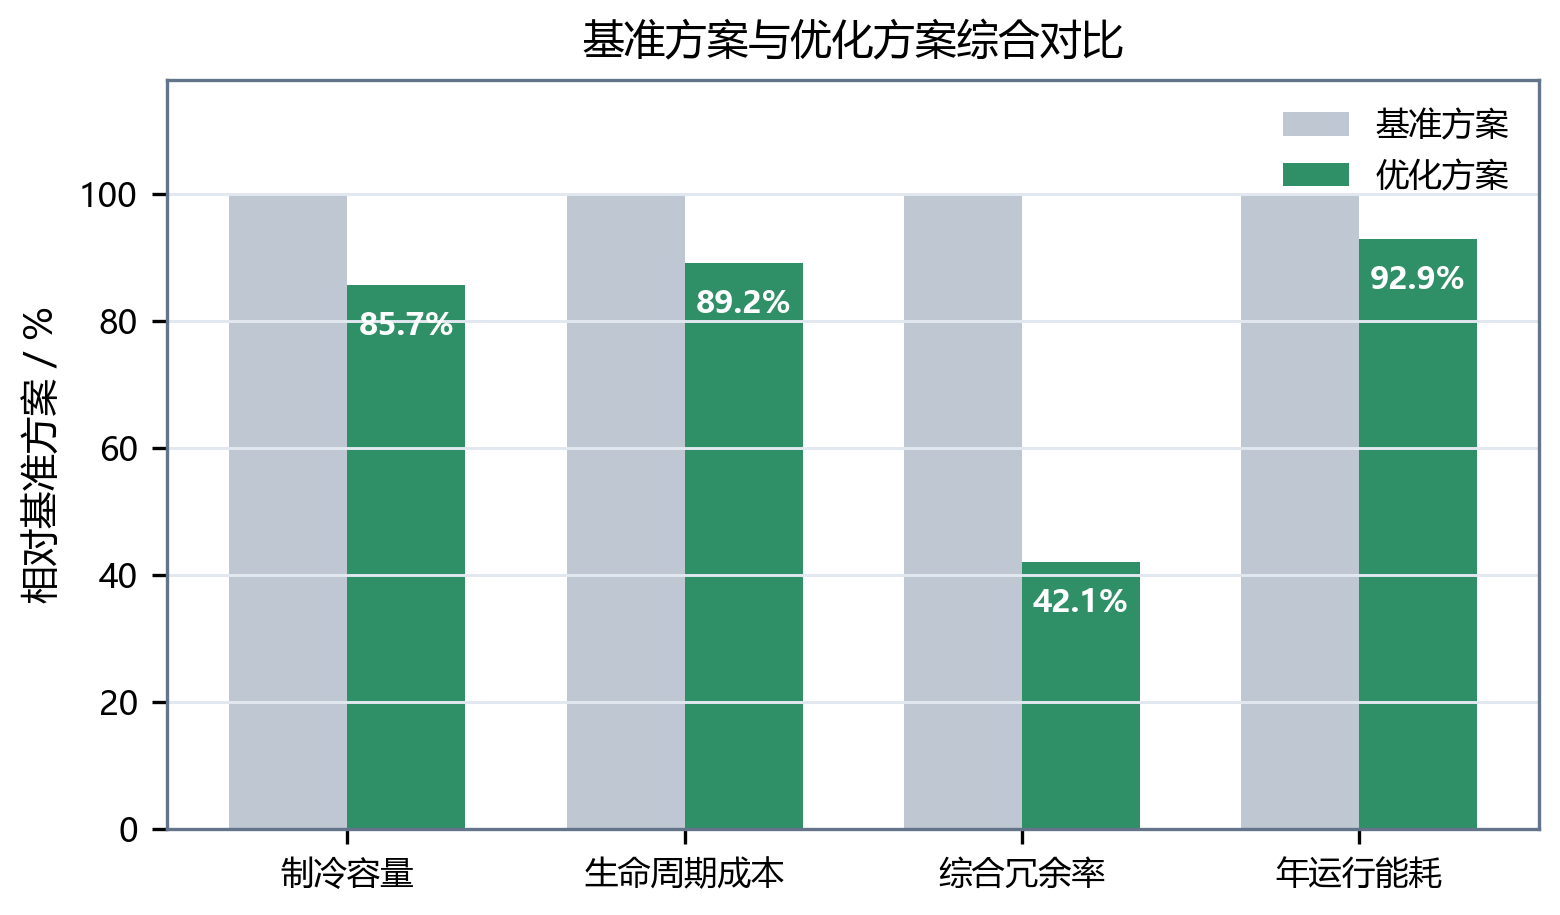 基准方案与优化方案综合对比
基准方案
优化方案
相对基准方案 / %
100
80
60
40
20
0
85.7%
89.2%
42.1%
92.9%
制冷容量
生命周期成本
综合冗余率
年运行能耗